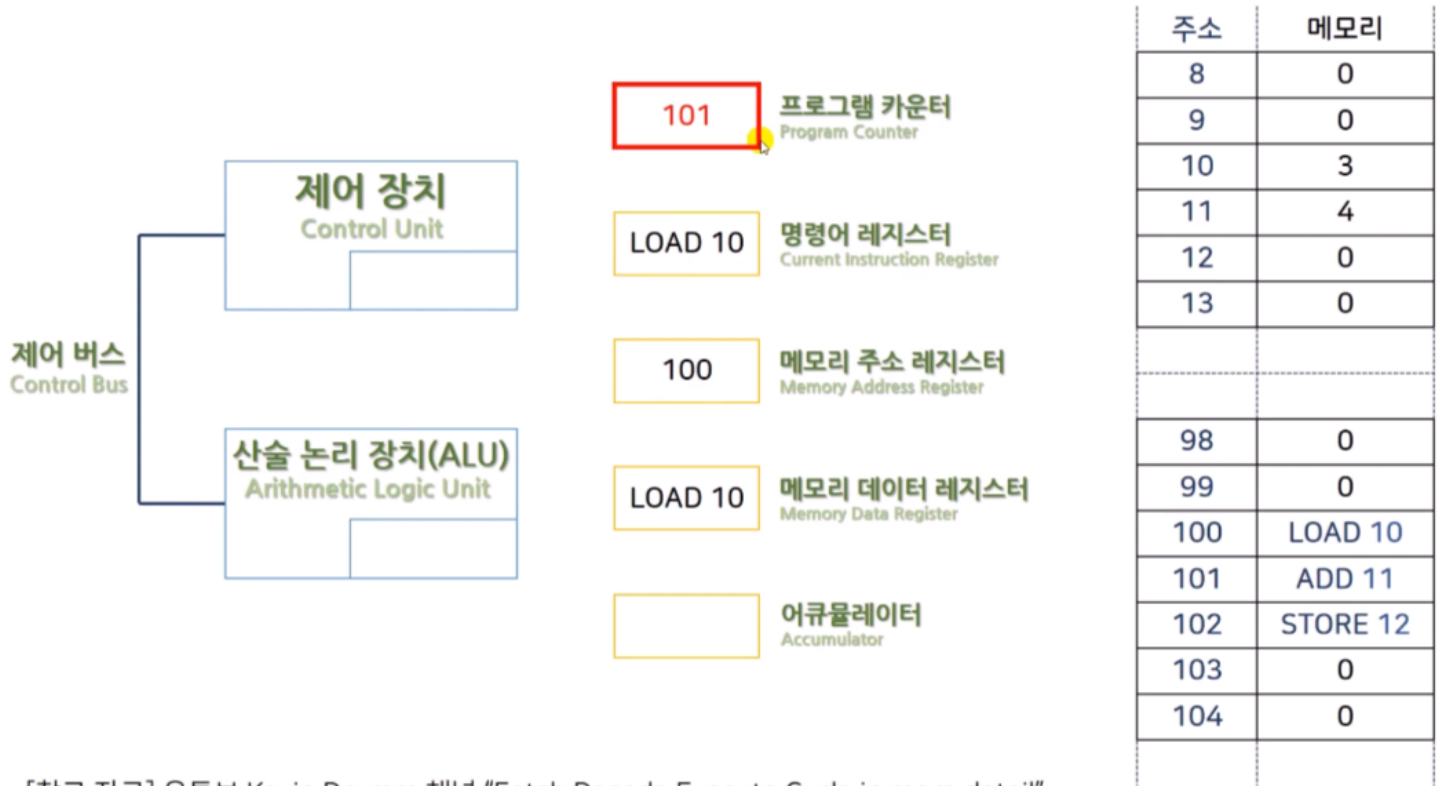 101
프로그램 카운터
Program Counter
제어 장치
Control Unit
LOAD 10
명령어 레지스터
Current Instruction Register
제어 버스
Control Bus
100
메모리 주소 레지스터
Memory Address Register
산술 논리 장치(ALU)
Arithmetic Logic Unit
LOAD 10
메모리 데이터 레지스터
Memory Data Register
어큐뮬레이터
Accumulator
주소 메모리
8 0
9 0
10 3
11 4
12 0
13 0
98 0
99 0
100 LOAD 10
101 ADD 11
102 STORE 12
103 0
104 0